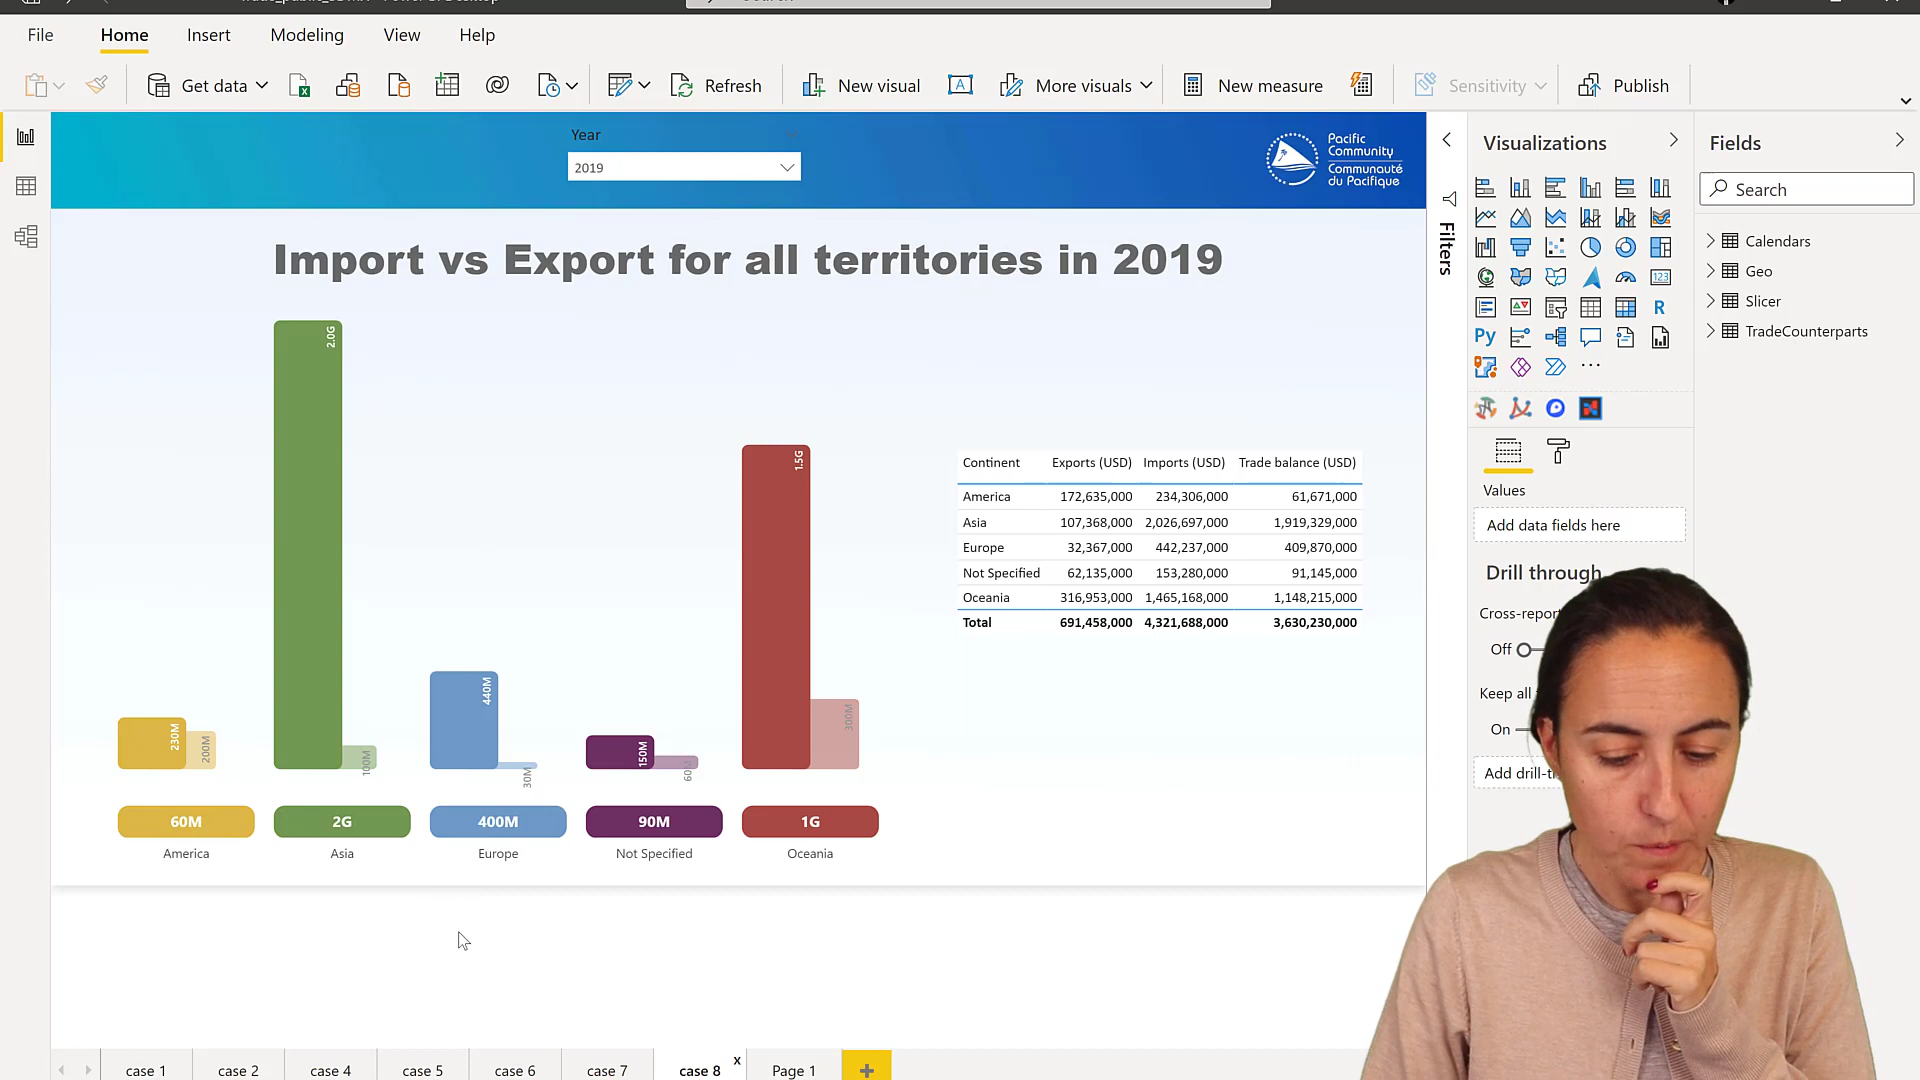 File
Home
Insert
Modeling
View
Help
Get data
Refresh
New visual
More visuals
New measure
Sensitivity
Publish
Year
2019
Pacific
Community
Communauté
du Pacifique
Import vs Export for all territories in 2019
2.0G
1.5G
440M
230M
200M
100M
30M
150M
60M
300M
60M
2G
400M
90M
1G
America
Asia
Europe
Not Specified
Oceania
Continent Exports (USD) Imports (USD) Trade balance (USD)
America 172,635,000 234,306,000 61,671,000
Asia 107,368,000 2,026,697,000 1,919,329,000
Europe 32,367,000 442,237,000 409,870,000
Not Specified 62,135,000 153,280,000 91,145,000
Oceania 316,953,000 1,465,168,000 1,148,215,000
Total 691,458,000 4,321,688,000 3,630,230,000
Filters
Visualizations
123
R
Py
Values
Add data fields here
Drill through
Cross-repor
Off
Keep all
On
Add drill-t
Fields
Search
Calendars
Geo
Slicer
TradeCounterparts
case 1
case 2
case 4
case 5
case 6
case 7
case 8
x
Page 1
+